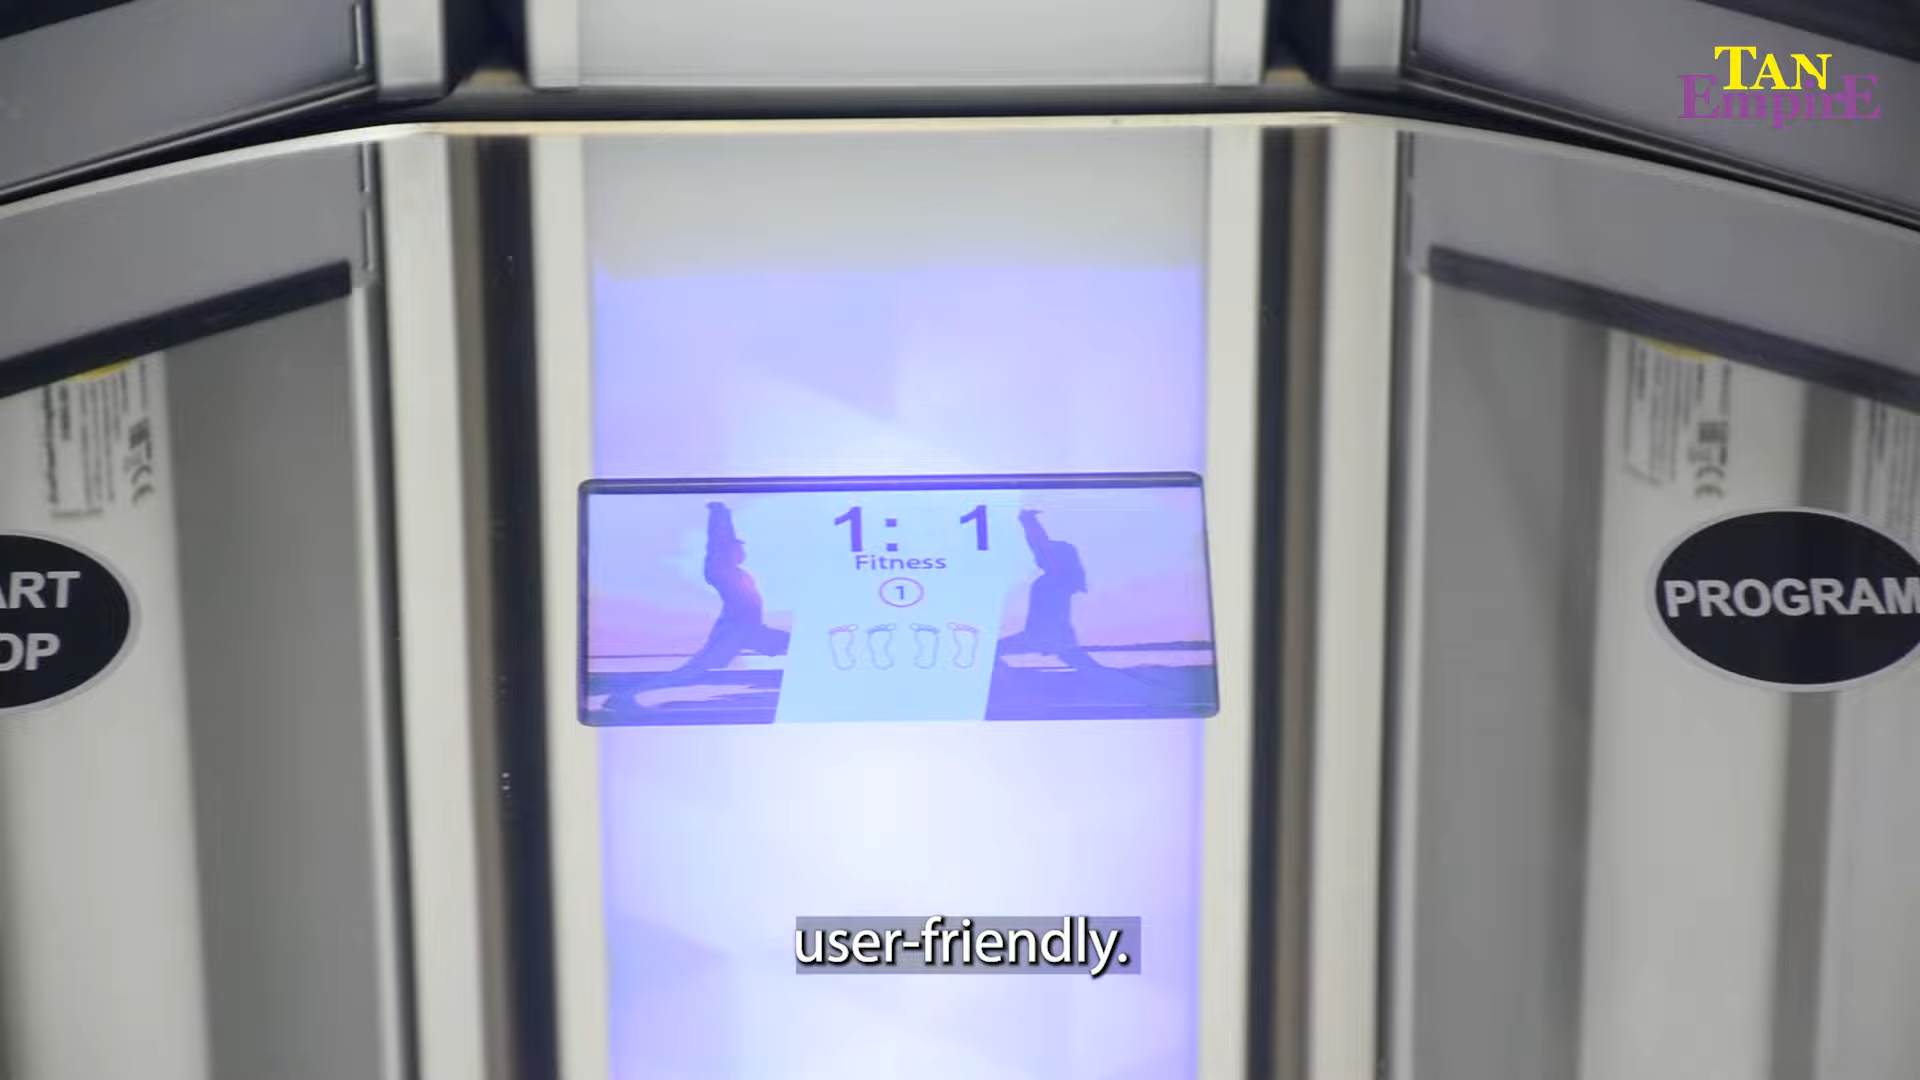 TAN
EmpirE
1: 1
Fitness
1
ART
OP
PROGRAM
user-friendly.